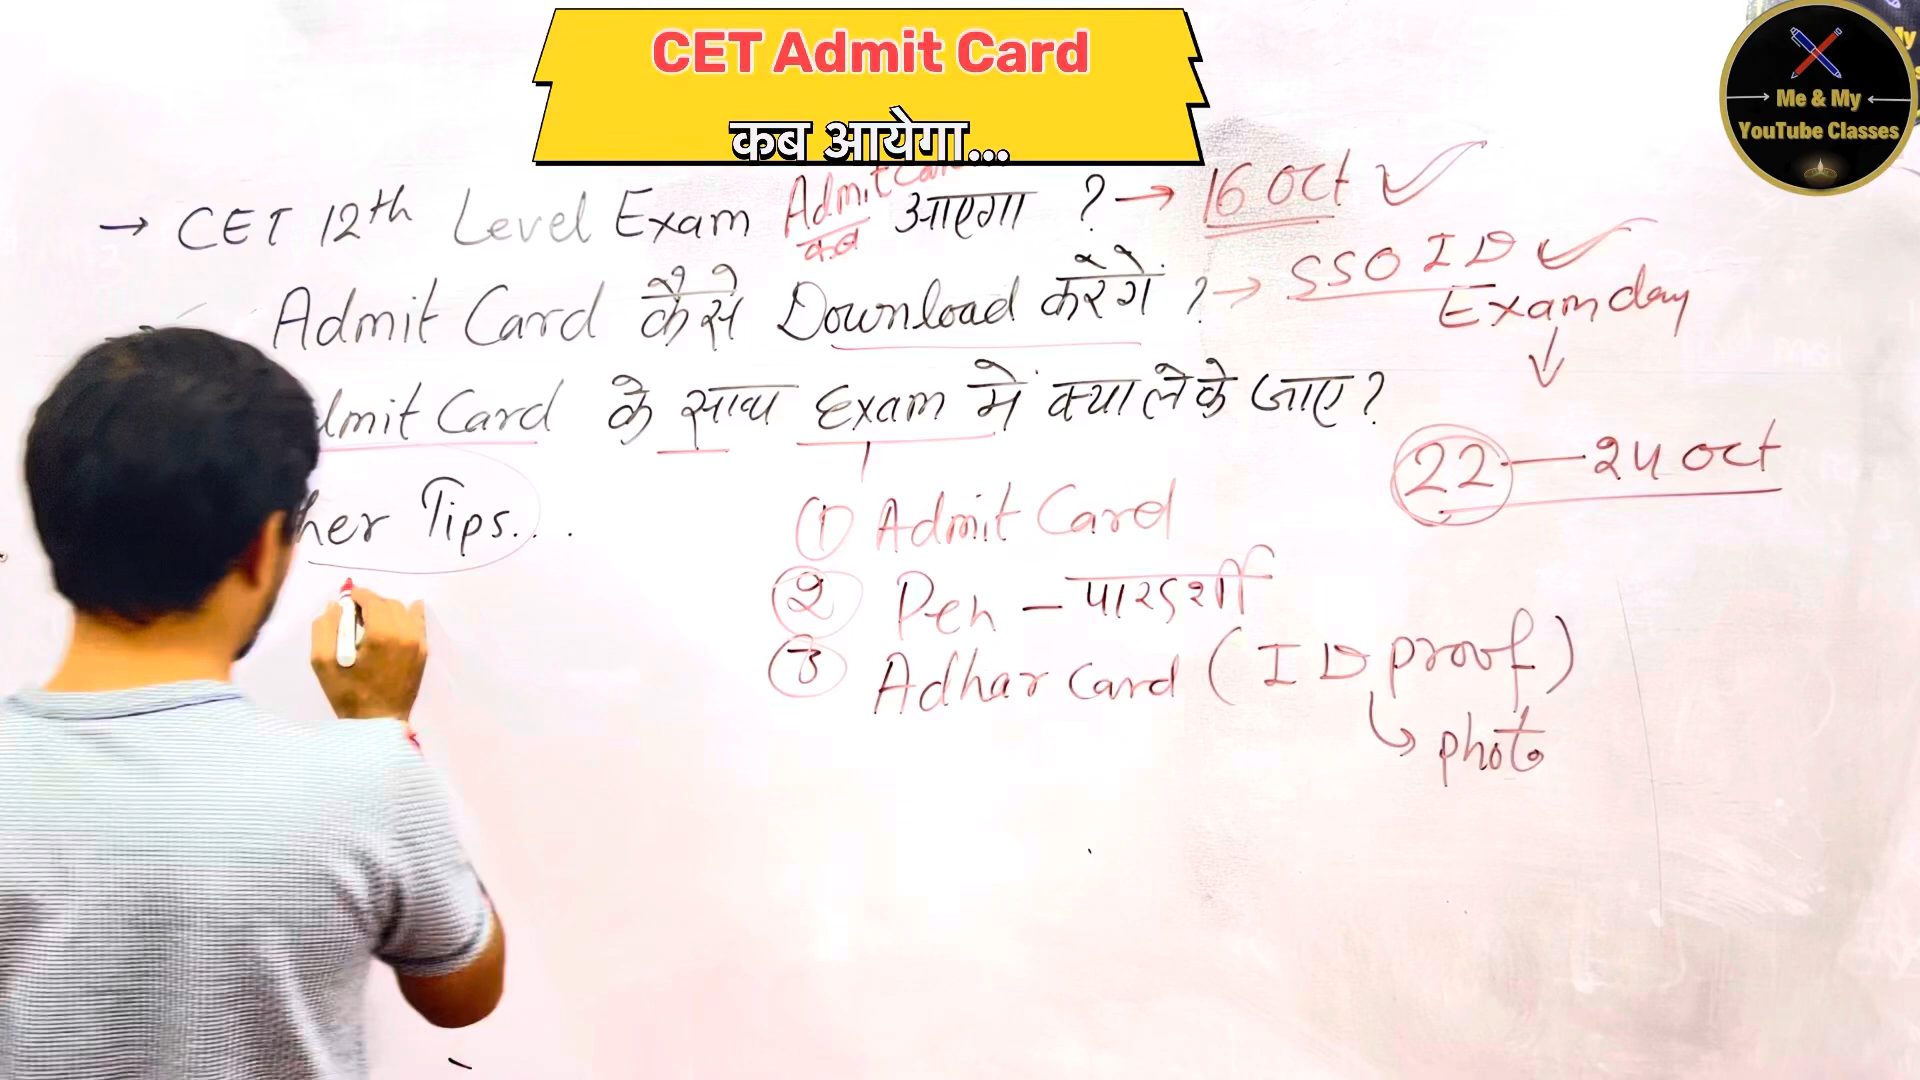 CET Admit Card
कब आयेगा...
Me & My
YouTube Classes
→ CET 12th Level Exam Admit Card कब आएगा ? → 16 Oct ✓
Admit Card कैसे Download करेंगें ? → SSO ID ✓
Exam day
dmit Card के साथ Exam में क्या लेके जाए ?
22 — 24 Oct
her Tips...
① Admit Card
② Pen – पारदर्शी
③ Adhar Card ( ID proof )
photo